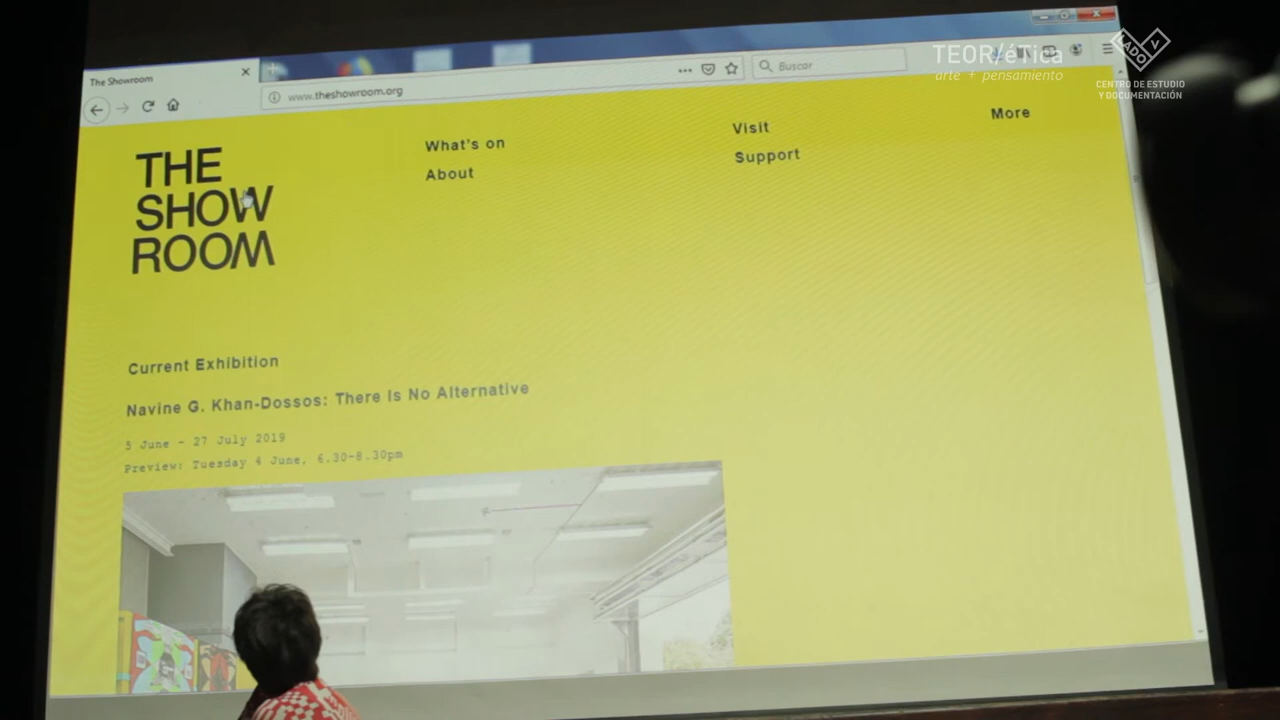 The Showroom
www.theshowroom.org
Buscar
TEOR/éTica
arte + pensamiento
CENTRO DE ESTUDIO
Y DOCUMENTACIÓN
THE
SHOW
ROOM
What's on
About
Visit
Support
More
Current Exhibition
Navine G. Khan-Dossos: There Is No Alternative
5 June - 27 July 2019
Preview: Tuesday 4 June, 6.30-8.30pm